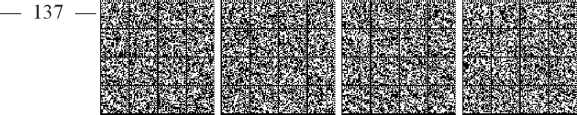 — 137 —